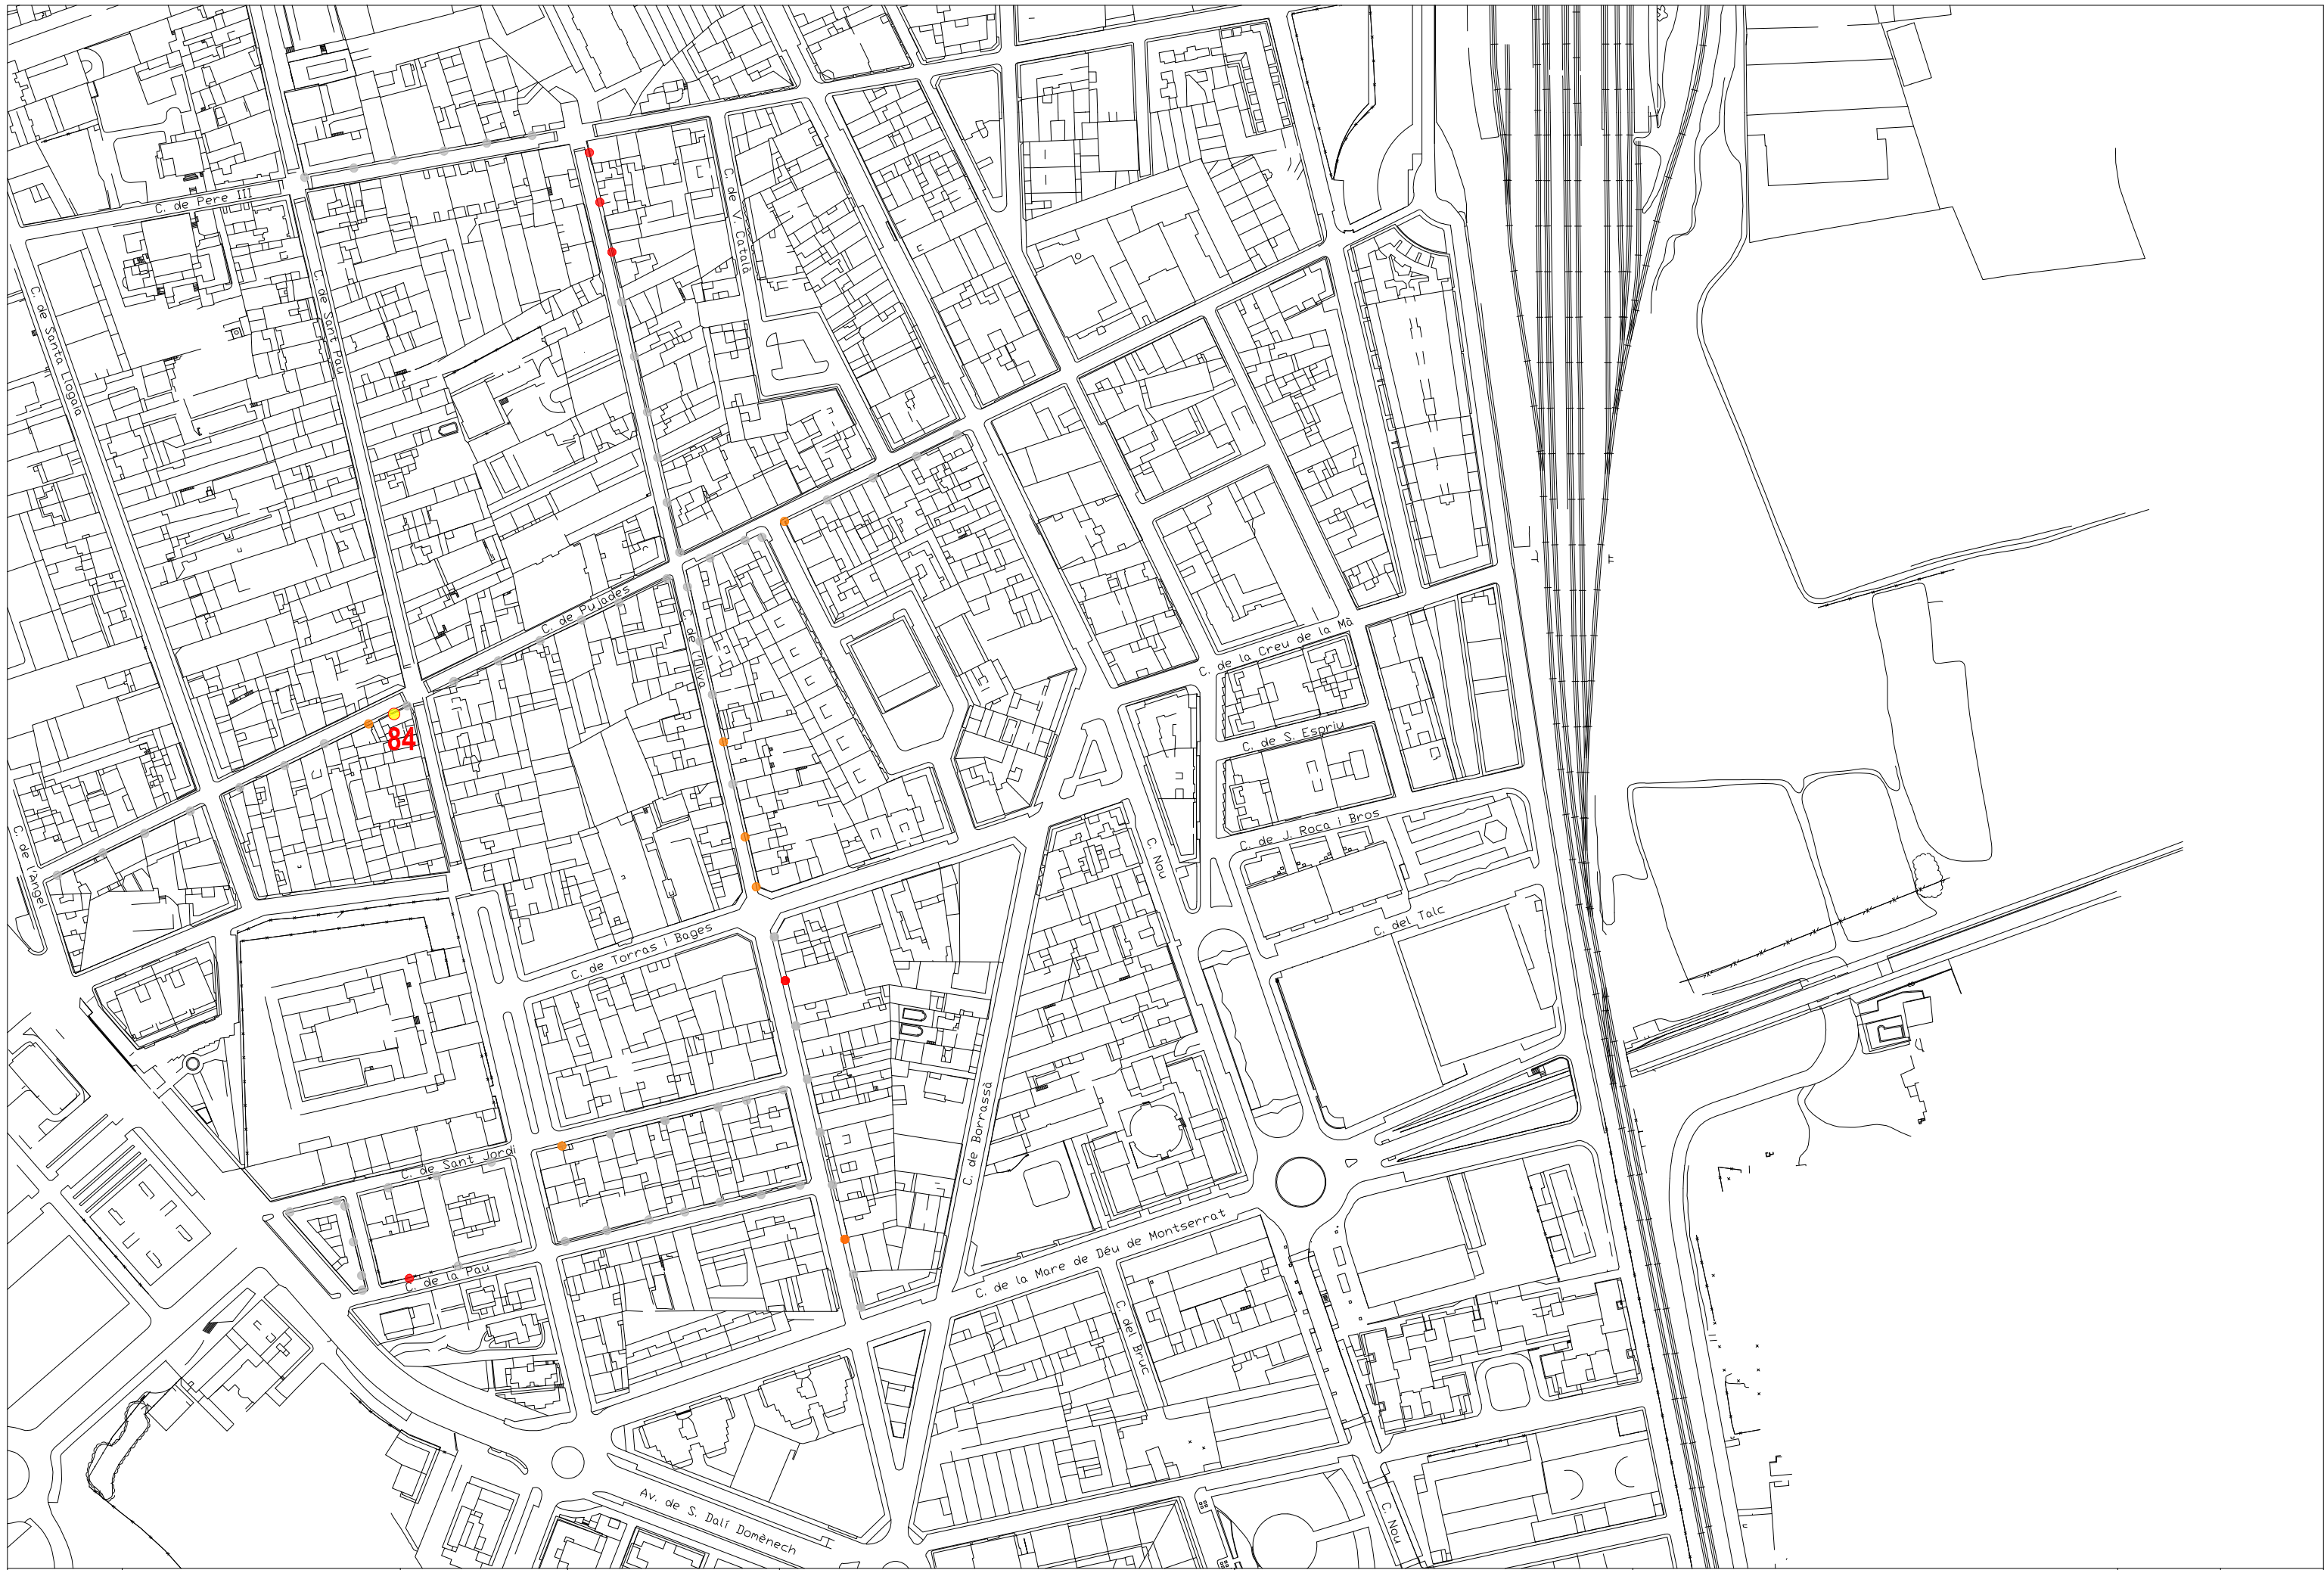 C. de Pere III
C. de V. Català
C. de Santa Llogaia
C. de Sant Pau
C. de Pujades
C. de l'Oliva
C. de la Creu de la Mà
84
C. de S. Espriu
C. de J. Roca i Bros
C. de l'Àngel
C. Nou
C. del Talc
C. de Torras i Bages
C. de Borrassà
C. de Sant Jordi
C. de la Mare de Déu de Montserrat
C. de la Pau
C. del Bruc
Av. de S. Dalí Domènech
C. Nou